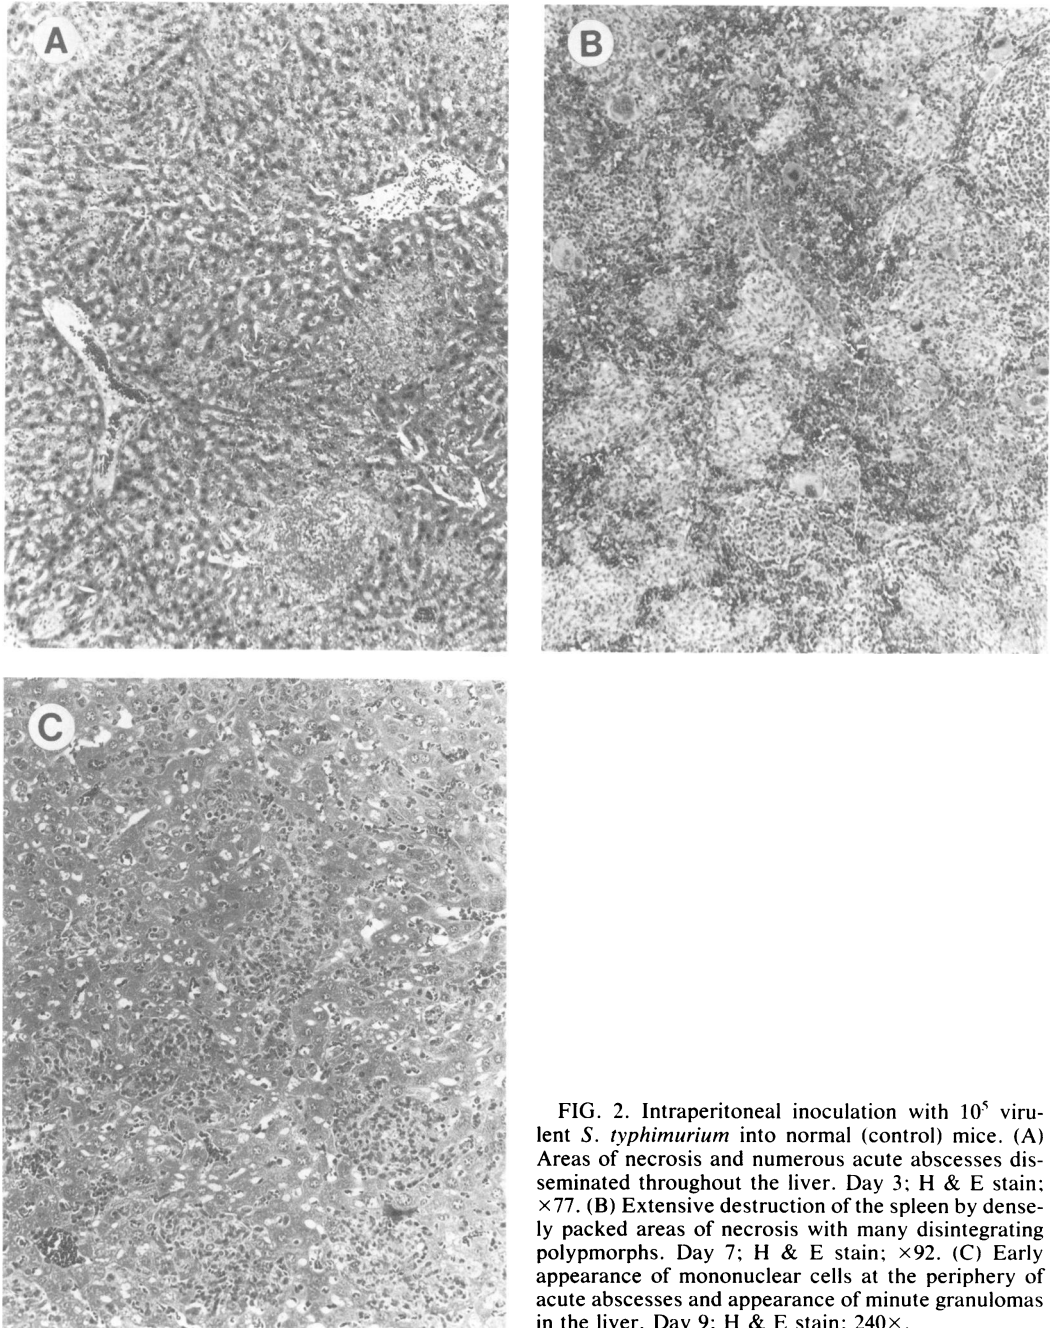 A
B
C
FIG. 2. Intraperitoneal inoculation with 10⁵ viru-
lent S. typhimurium into normal (control) mice. (A)
Areas of necrosis and numerous acute abscesses dis-
seminated throughout the liver. Day 3; H & E stain;
×77. (B) Extensive destruction of the spleen by dense-
ly packed areas of necrosis with many disintegrating
polypmorphs. Day 7; H & E stain; ×92. (C) Early
appearance of mononuclear cells at the periphery of
acute abscesses and appearance of minute granulomas
in the liver. Day 9; H & E stain; 240×.